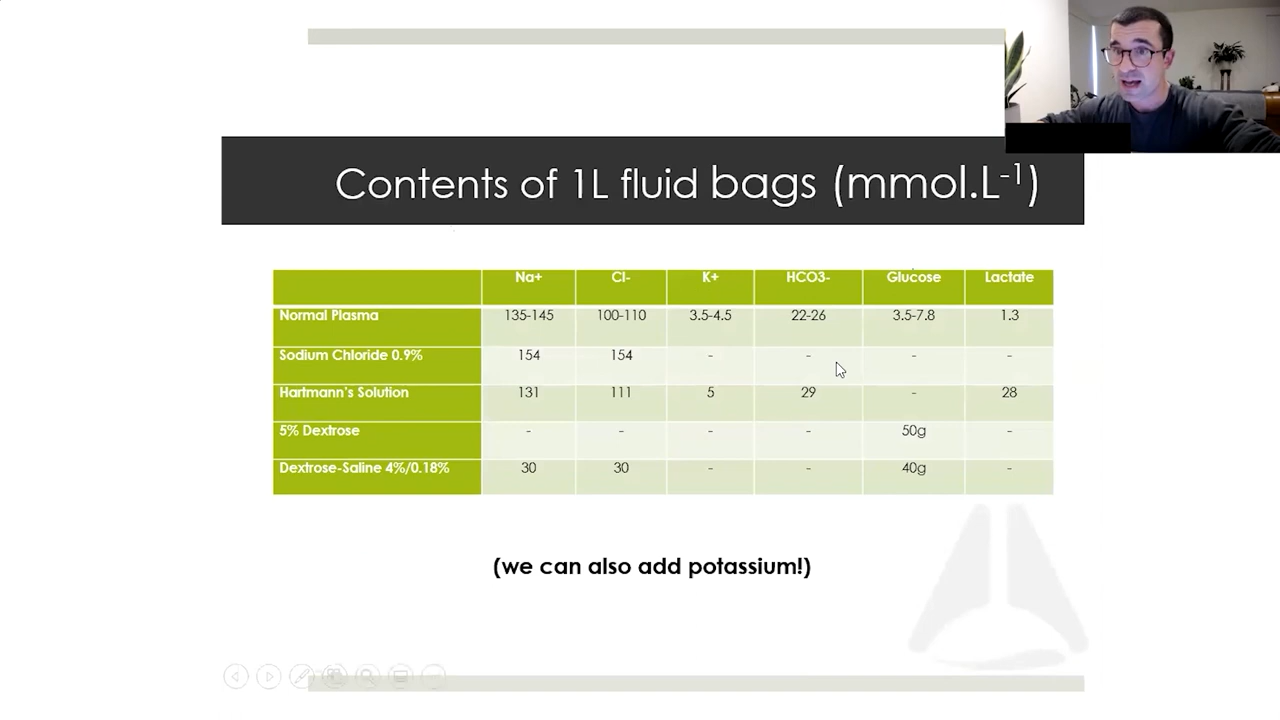 Contents of 1L fluid bags (mmol.L-1)
Na+ Cl- K+ HCO3- Glucose Lactate
Normal Plasma 135-145 100-110 3.5-4.5 22-26 3.5-7.8 1.3
Sodium Chloride 0.9% 154 154 - - - -
Hartmann's Solution 131 111 5 29 - 28
5% Dextrose - - - - 50g -
Dextrose-Saline 4%/0.18% 30 30 - - 40g -
(we can also add potassium!)